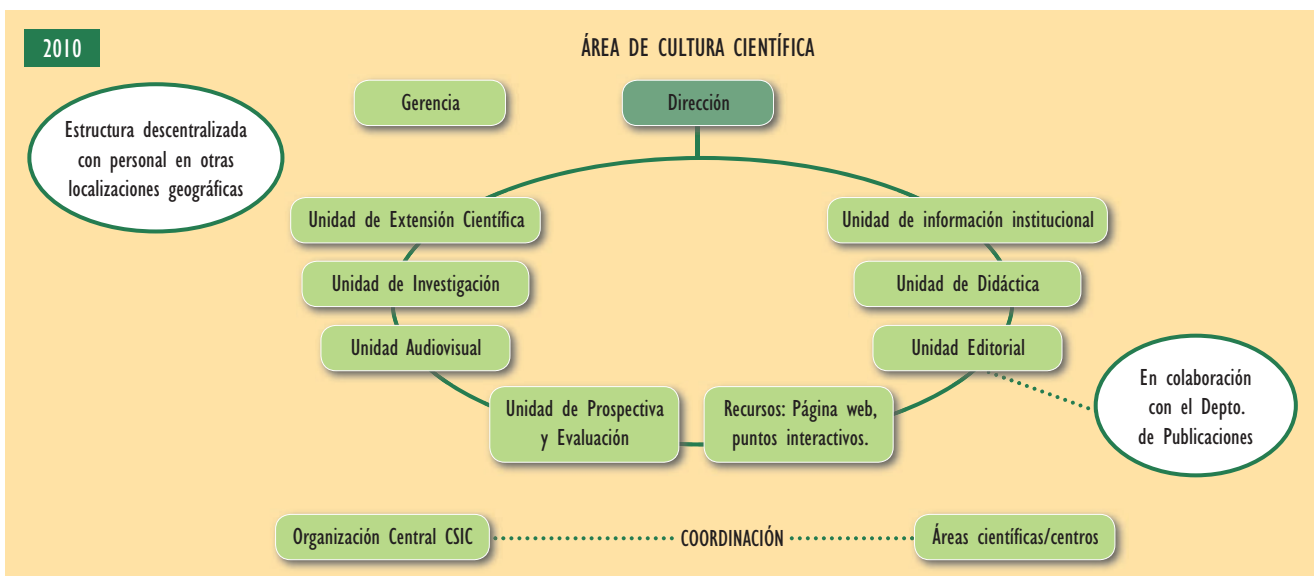 2010
ÁREA DE CULTURA CIENTÍFICA
Gerencia
Dirección
Estructura descentralizada
con personal en otras
localizaciones geográficas
Unidad de Extensión Científica
Unidad de información institucional
Unidad de Investigación
Unidad de Didáctica
Unidad Audiovisual
Unidad Editorial
En colaboración
con el Depto.
de Publicaciones
Unidad de Prospectiva
y Evaluación
Recursos: Página web,
puntos interactivos.
Organización Central CSIC
COORDINACIÓN
Áreas científicas/centros